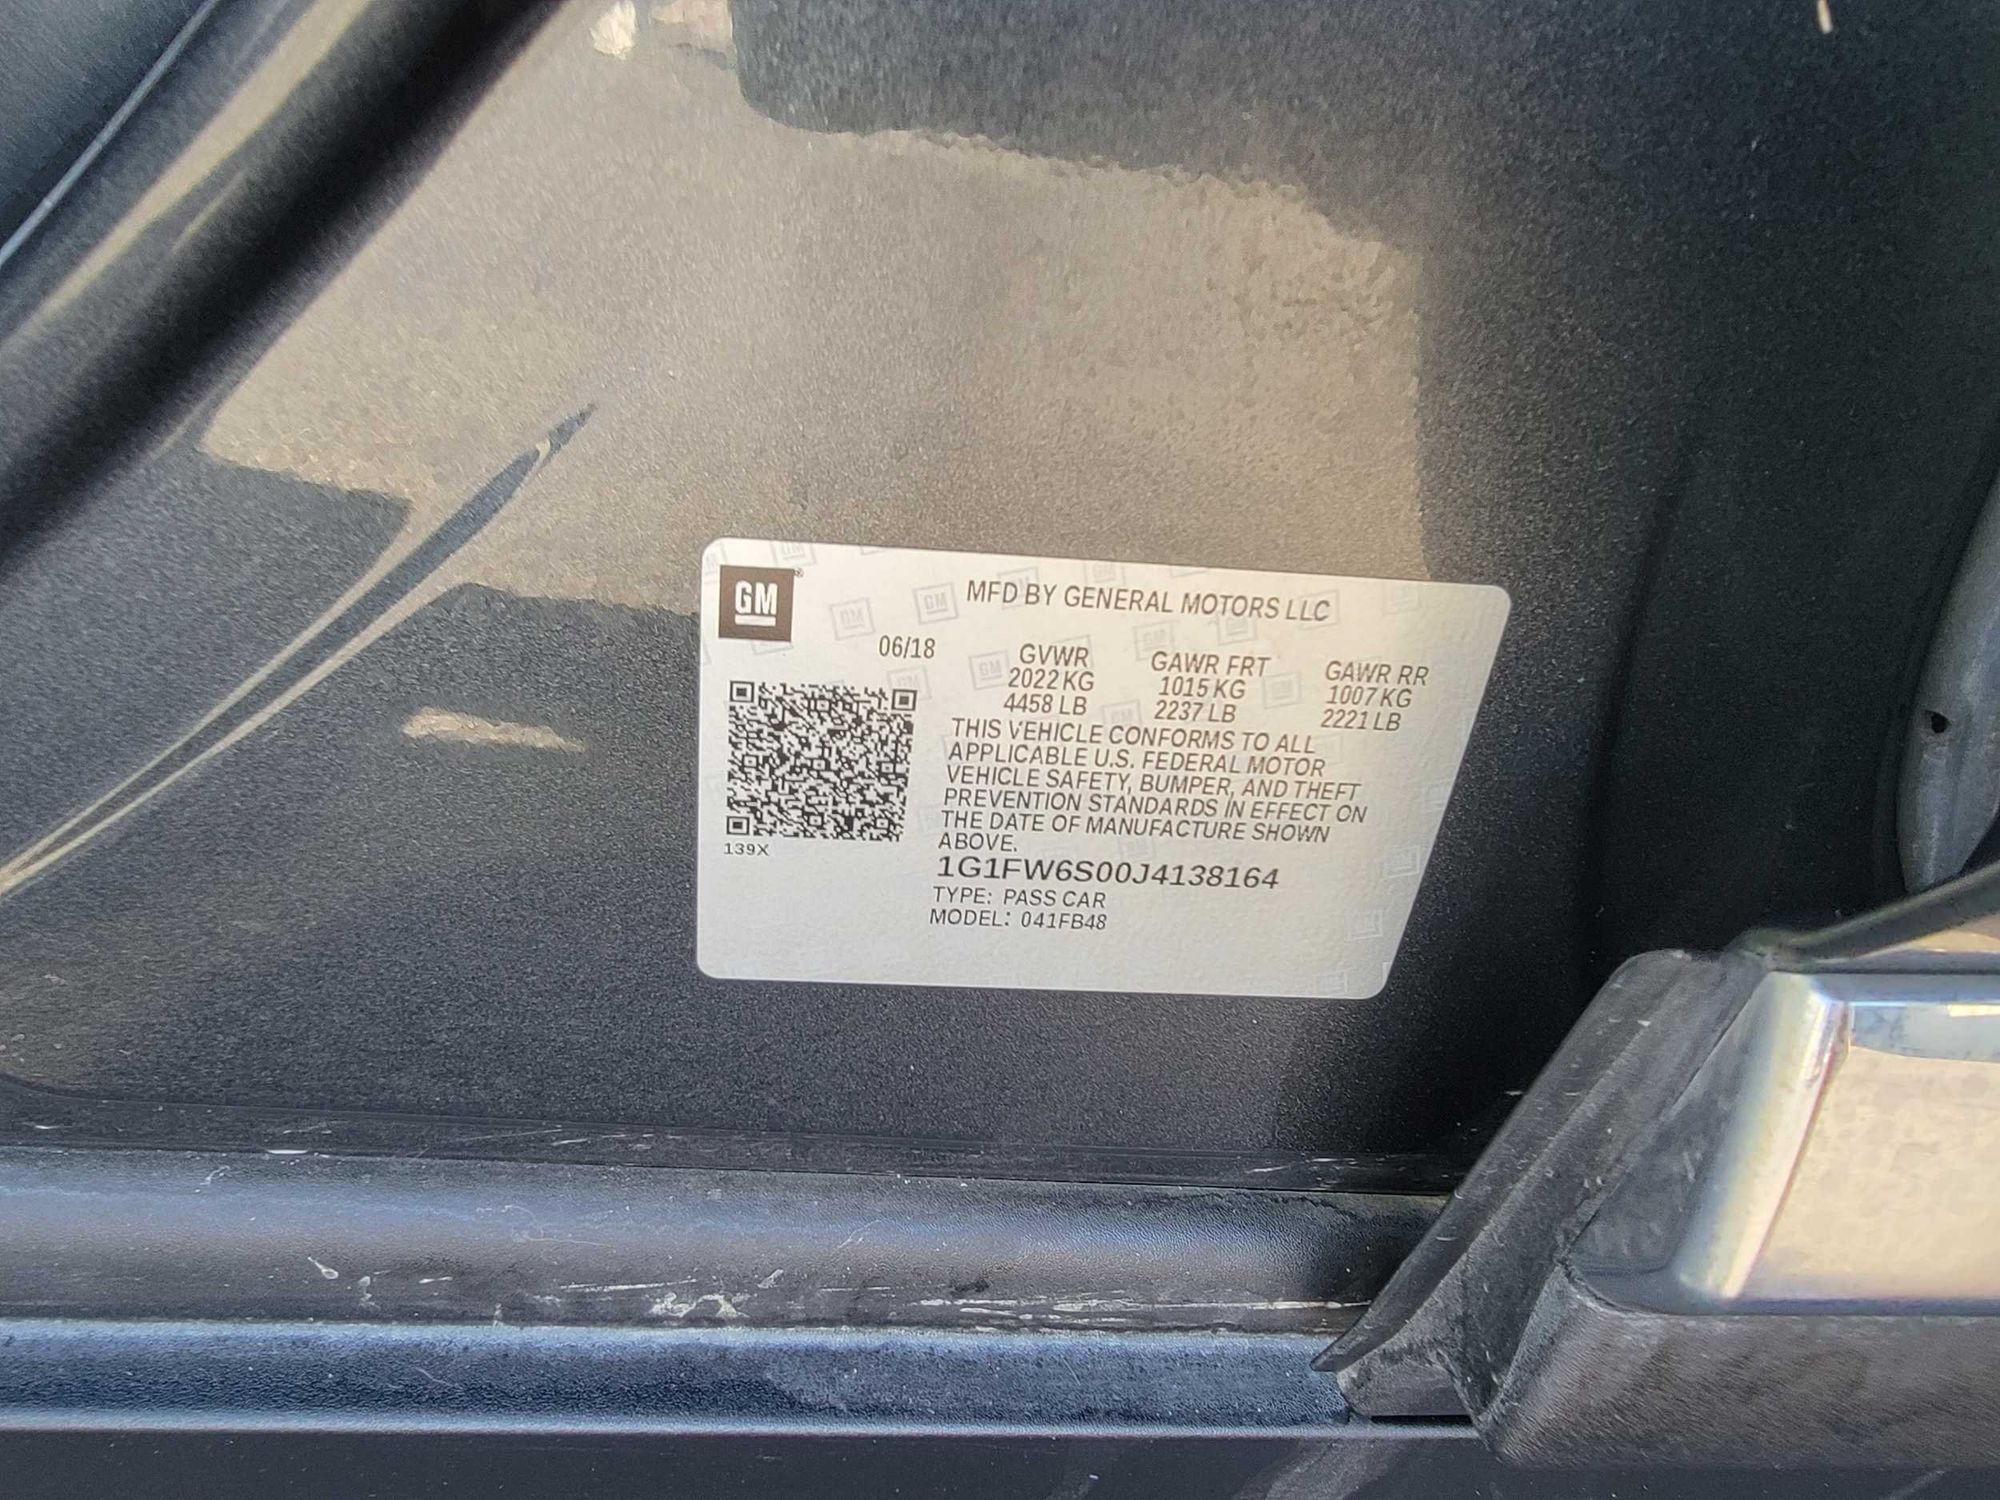 GM
MFD BY GENERAL MOTORS LLC
06/18
GVWR GAWR FRT GAWR RR
2022 KG 1015 KG 1007 KG
4458 LB 2237 LB 2221 LB
THIS VEHICLE CONFORMS TO ALL
APPLICABLE U.S. FEDERAL MOTOR
VEHICLE SAFETY, BUMPER, AND THEFT
PREVENTION STANDARDS IN EFFECT ON
THE DATE OF MANUFACTURE SHOWN
ABOVE.
139X
1G1FW6S00J4138164
TYPE: PASS CAR
MODEL: 041FB48